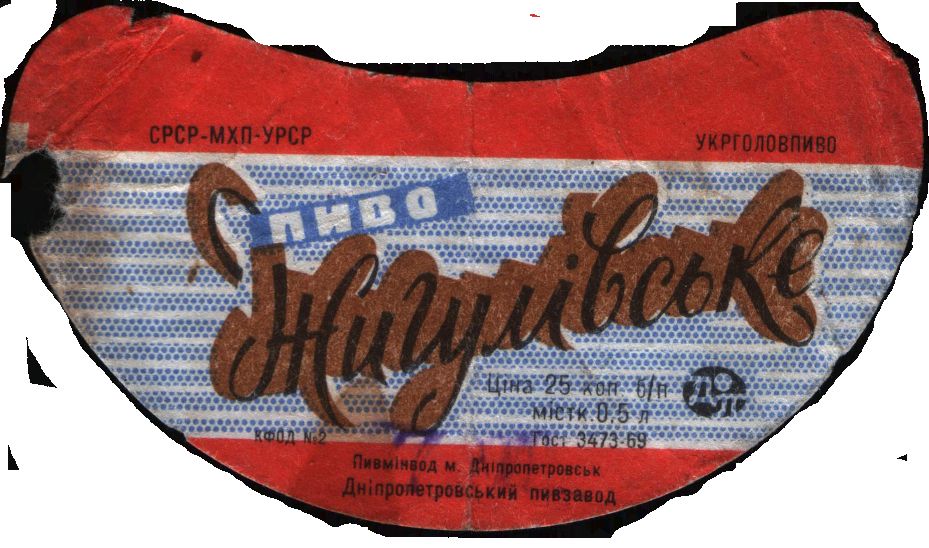 СРСР-МХП-УРСР
УКРГОЛОВПИВО
ПИВО
Жигулівське
Ціна 25 коп. б/п
містк. 0,5 л
Гост 3473-69
КФОД №2
Пивмінвод м. Дніпропетровськ
Дніпропетровський пивзавод